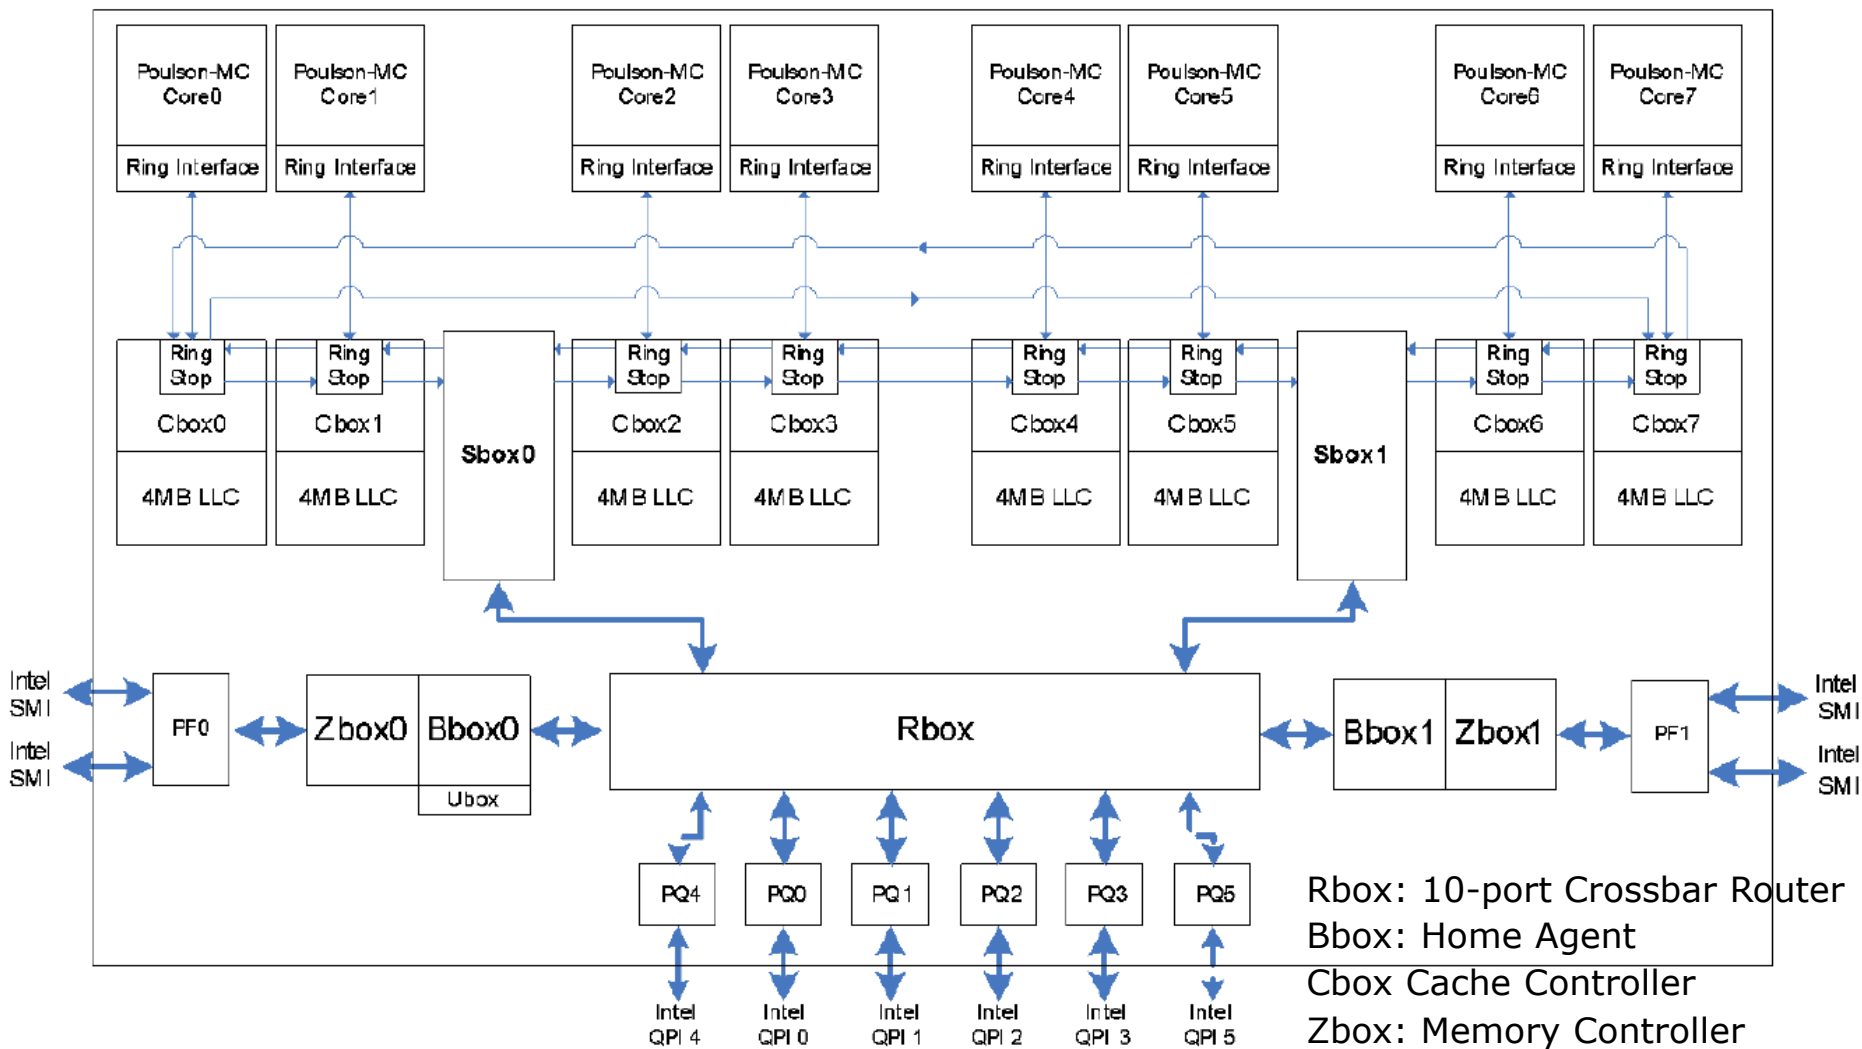 Poulson-MC Core0
Poulson-MC Core1
Poulson-MC Core2
Poulson-MC Core3
Poulson-MC Core4
Poulson-MC Core5
Poulson-MC Core6
Poulson-MC Core7
Ring Interface
Ring Interface
Ring Interface
Ring Interface
Ring Interface
Ring Interface
Ring Interface
Ring Interface
Ring Stop
Ring Stop
Ring Stop
Ring Stop
Ring Stop
Ring Stop
Ring Stop
Ring Stop
Cbox0
Cbox1
Sbox0
Cbox2
Cbox3
Cbox4
Cbox5
Sbox1
Cbox6
Cbox7
4MB LLC
4MB LLC
4MB LLC
4MB LLC
4MB LLC
4MB LLC
4MB LLC
4MB LLC
Intel SMI
Intel SMI
PF0
Zbox0
Bbox0
Ubox
Rbox
Bbox1
Zbox1
PF1
Intel SMI
Intel SMI
PQ4
PQ0
PQ1
PQ2
PQ3
PQ5
Intel QPI 4
Intel QPI 0
Intel QPI 1
Intel QPI 2
Intel QPI 3
Intel QPI 5
Rbox: 10-port Crossbar Router
Bbox: Home Agent
Cbox Cache Controller
Zbox: Memory Controller